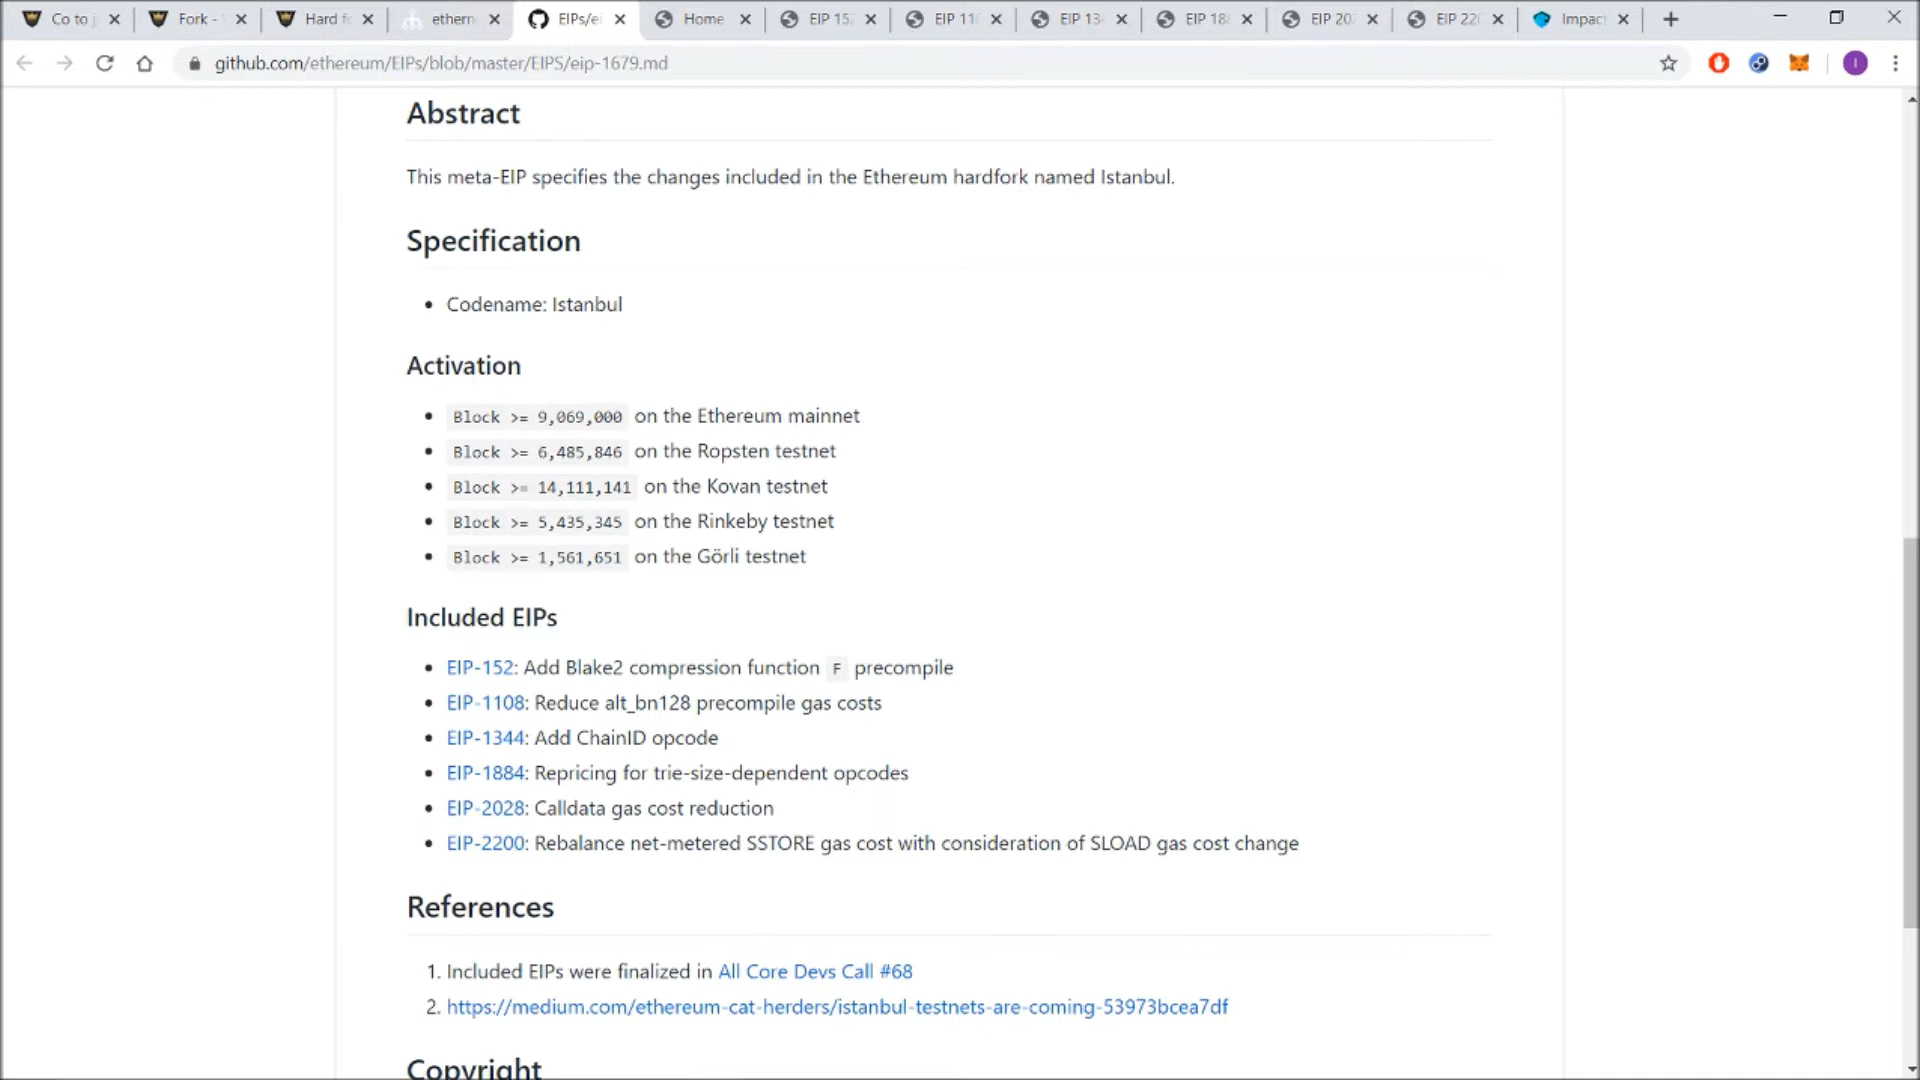 Co to j
Fork -
Hard f
ethern
EIPs/ei
Home
EIP 15
EIP 11
EIP 13
EIP 18
EIP 20
EIP 22
Impac
github.com/ethereum/EIPs/blob/master/EIPS/eip-1679.md
I
Abstract
This meta-EIP specifies the changes included in the Ethereum hardfork named Istanbul.
Specification
• Codename: Istanbul
Activation
• Block >= 9,069,000 on the Ethereum mainnet
• Block >= 6,485,846 on the Ropsten testnet
• Block >= 14,111,141 on the Kovan testnet
• Block >= 5,435,345 on the Rinkeby testnet
• Block >= 1,561,651 on the Görli testnet
Included EIPs
• EIP-152: Add Blake2 compression function F precompile
• EIP-1108: Reduce alt_bn128 precompile gas costs
• EIP-1344: Add ChainID opcode
• EIP-1884: Repricing for trie-size-dependent opcodes
• EIP-2028: Calldata gas cost reduction
• EIP-2200: Rebalance net-metered SSTORE gas cost with consideration of SLOAD gas cost change
References
1. Included EIPs were finalized in All Core Devs Call #68
2. https://medium.com/ethereum-cat-herders/istanbul-testnets-are-coming-53973bcea7df
Copyright